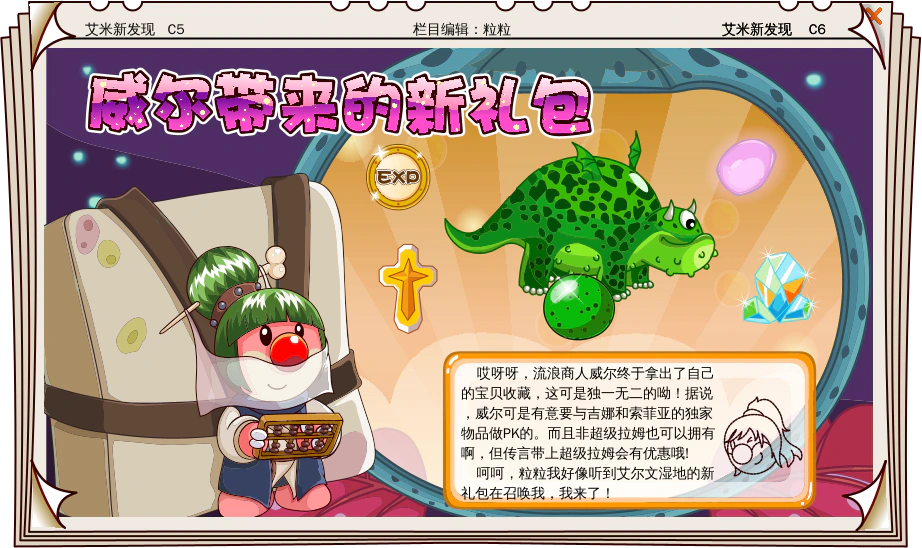 艾米新发现 C5
栏目编辑：粒粒
艾米新发现 C6
威尔带来的新礼包
EXP
哎呀呀，流浪商人威尔终于拿出了自己
的宝贝收藏，这可是独一无二的呦！据说
，威尔可是有意要与吉娜和索菲亚的独家
物品做PK的。而且非超级拉姆也可以拥有
啊，但传言带上超级拉姆会有优惠哦!
呵呵，粒粒我好像听到艾尔文湿地的新
礼包在召唤我，我来了！